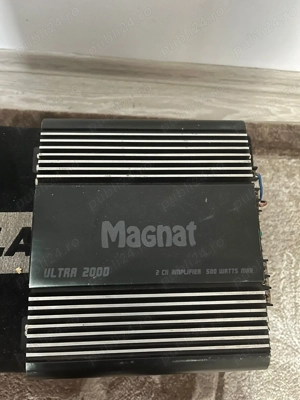 Magnat
ULTRA 2000
2 CH AMPLIFIER 500 WATTS MAX.
A